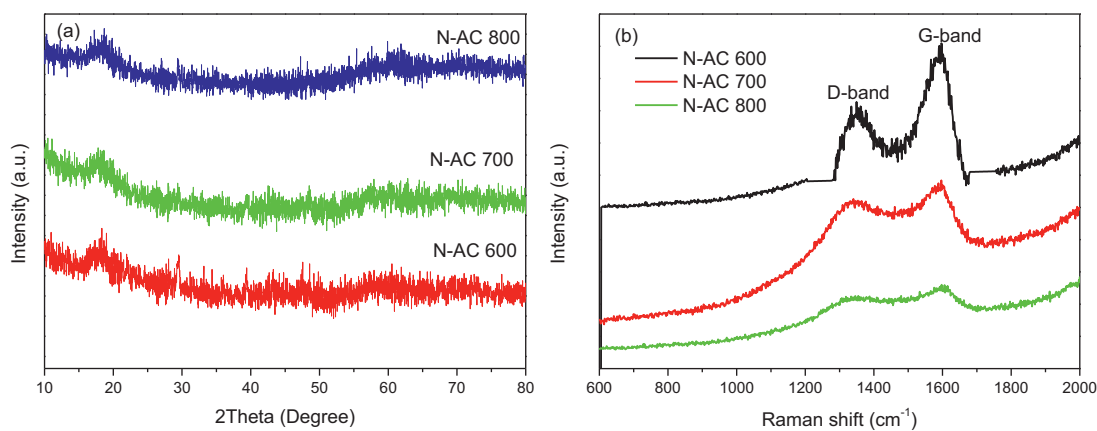 (a)
N-AC 800
N-AC 700
N-AC 600
Intensity (a.u.)
10 20 30 40 50 60 70 80
2Theta (Degree)
(b)
G-band
D-band
N-AC 600
N-AC 700
N-AC 800
Intensity (a.u.)
600 800 1000 1200 1400 1600 1800 2000
Raman shift (cm⁻¹)